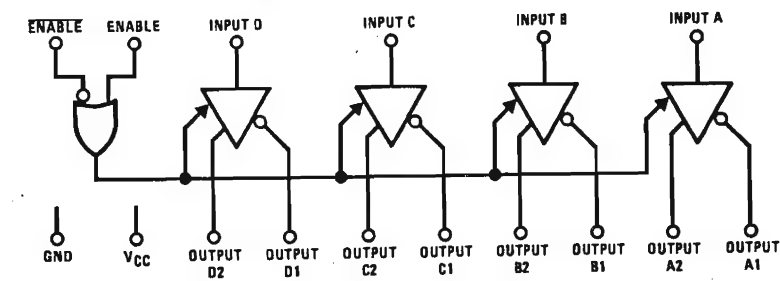 ENABLE
ENABLE
INPUT D
INPUT C
INPUT B
INPUT A
GND
VCC
OUTPUT
D2
OUTPUT
D1
OUTPUT
C2
OUTPUT
C1
OUTPUT
B2
OUTPUT
B1
OUTPUT
A2
OUTPUT
A1